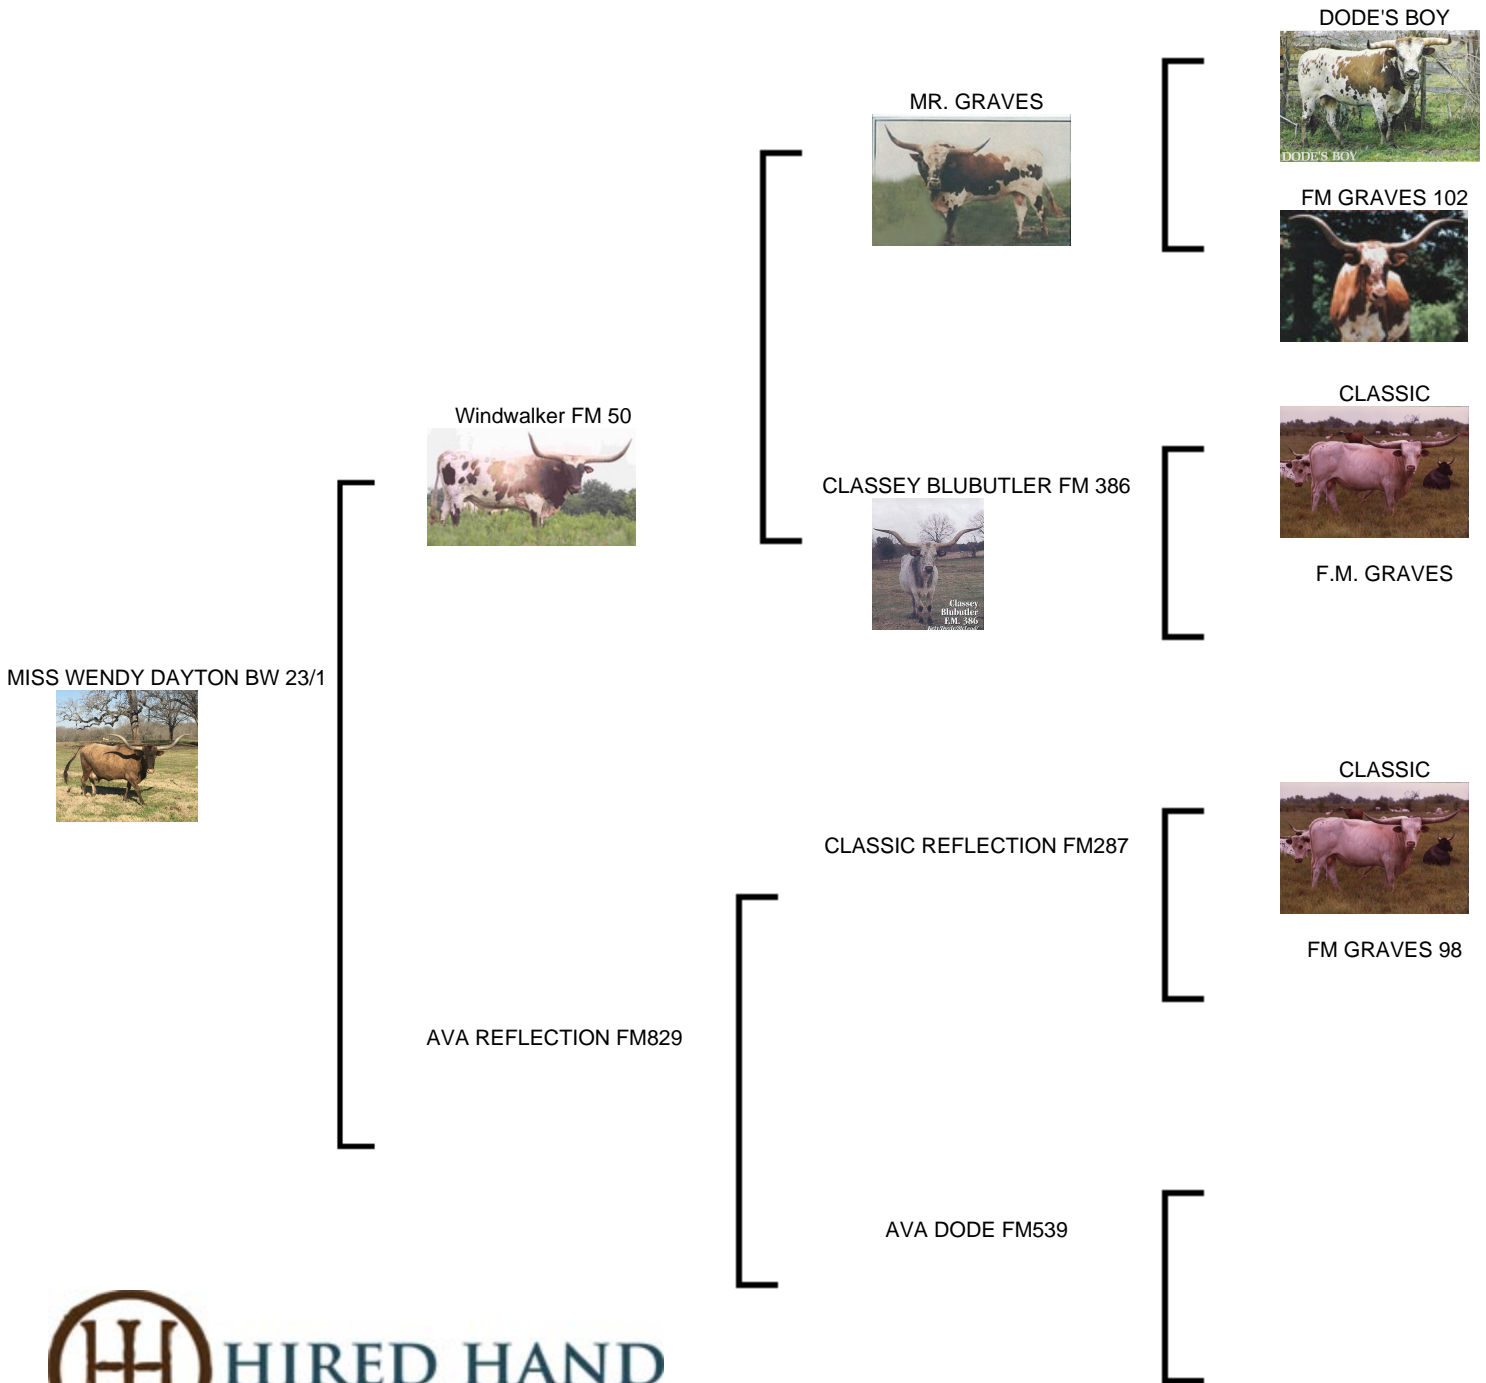 DODE'S BOY
DODE'S BOY
MR. GRAVES
FM GRAVES 102
CLASSIC
Windwalker FM 50
CLASSEY BLUBUTLER FM 386
Classey
Blubutler
F.M. 386
F.M. GRAVES
MISS WENDY DAYTON BW 23/1
CLASSIC
CLASSIC REFLECTION FM287
FM GRAVES 98
AVA REFLECTION FM829
AVA DODE FM539
HIRED HAND